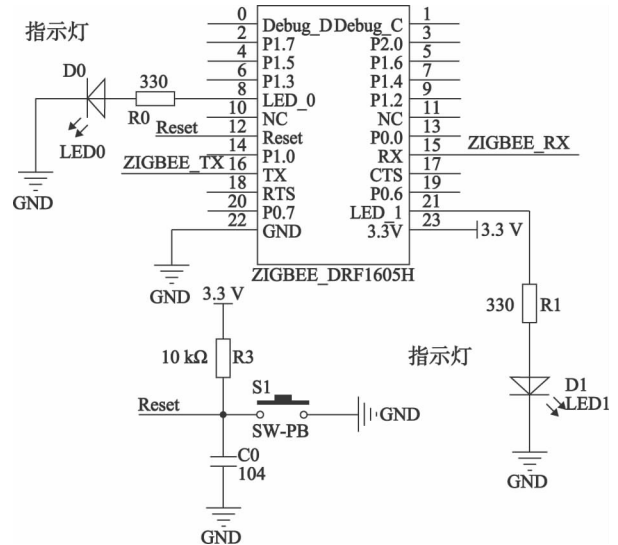 指示灯
D0
330
R0
LED0
GND
Reset
ZIGBEE_TX
0 Debug_D Debug_C 1
2 P1.7 P2.0 3
4 P1.5 P1.6 5
6 P1.3 P1.4 7
8 LED_0 P1.2 9
10 NC NC 11
12 Reset P0.0 13
14 P1.0 RX 15
16 TX CTS 17
18 RTS P0.6 19
20 P0.7 LED_1 21
22 GND 3.3V 23
ZIGBEE_RX
3.3 V
GND
ZIGBEE_DRF1605H
3.3 V
10 kΩ R3
Reset
S1
SW-PB
GND
C0
104
GND
330 R1
指示灯
D1
LED1
GND